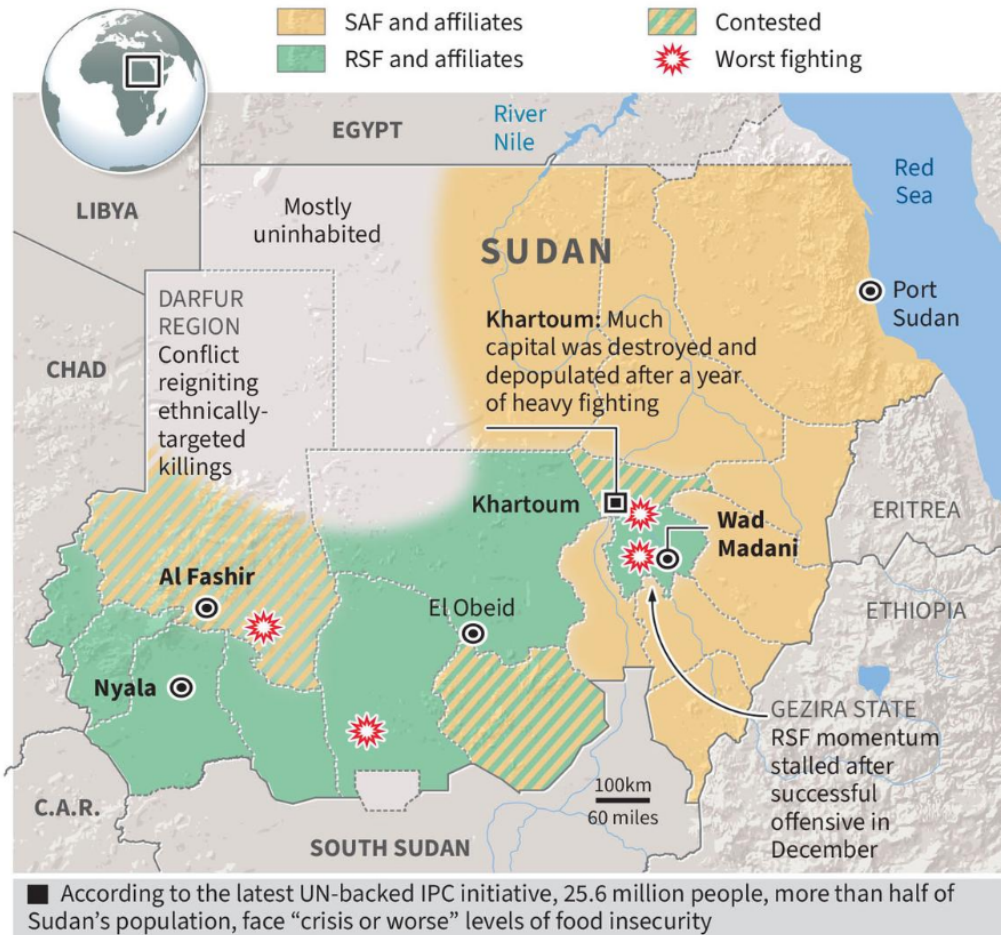 SAF and affiliates
RSF and affiliates
Contested
Worst fighting
EGYPT
River
Nile
Red
Sea
LIBYA
Mostly
uninhabited
SUDAN
Port
Sudan
DARFUR
REGION
Conflict
reigniting
ethnically-
targeted
killings
Khartoum: Much
capital was destroyed and
depopulated after a year
of heavy fighting
CHAD
Khartoum
Wad
Madani
ERITREA
Al Fashir
El Obeid
ETHIOPIA
Nyala
GEZIRA STATE
RSF momentum
stalled after
successful
offensive in
December
100km
60 miles
C.A.R.
SOUTH SUDAN
■ According to the latest UN-backed IPC initiative, 25.6 million people, more than half of
Sudan’s population, face “crisis or worse” levels of food insecurity